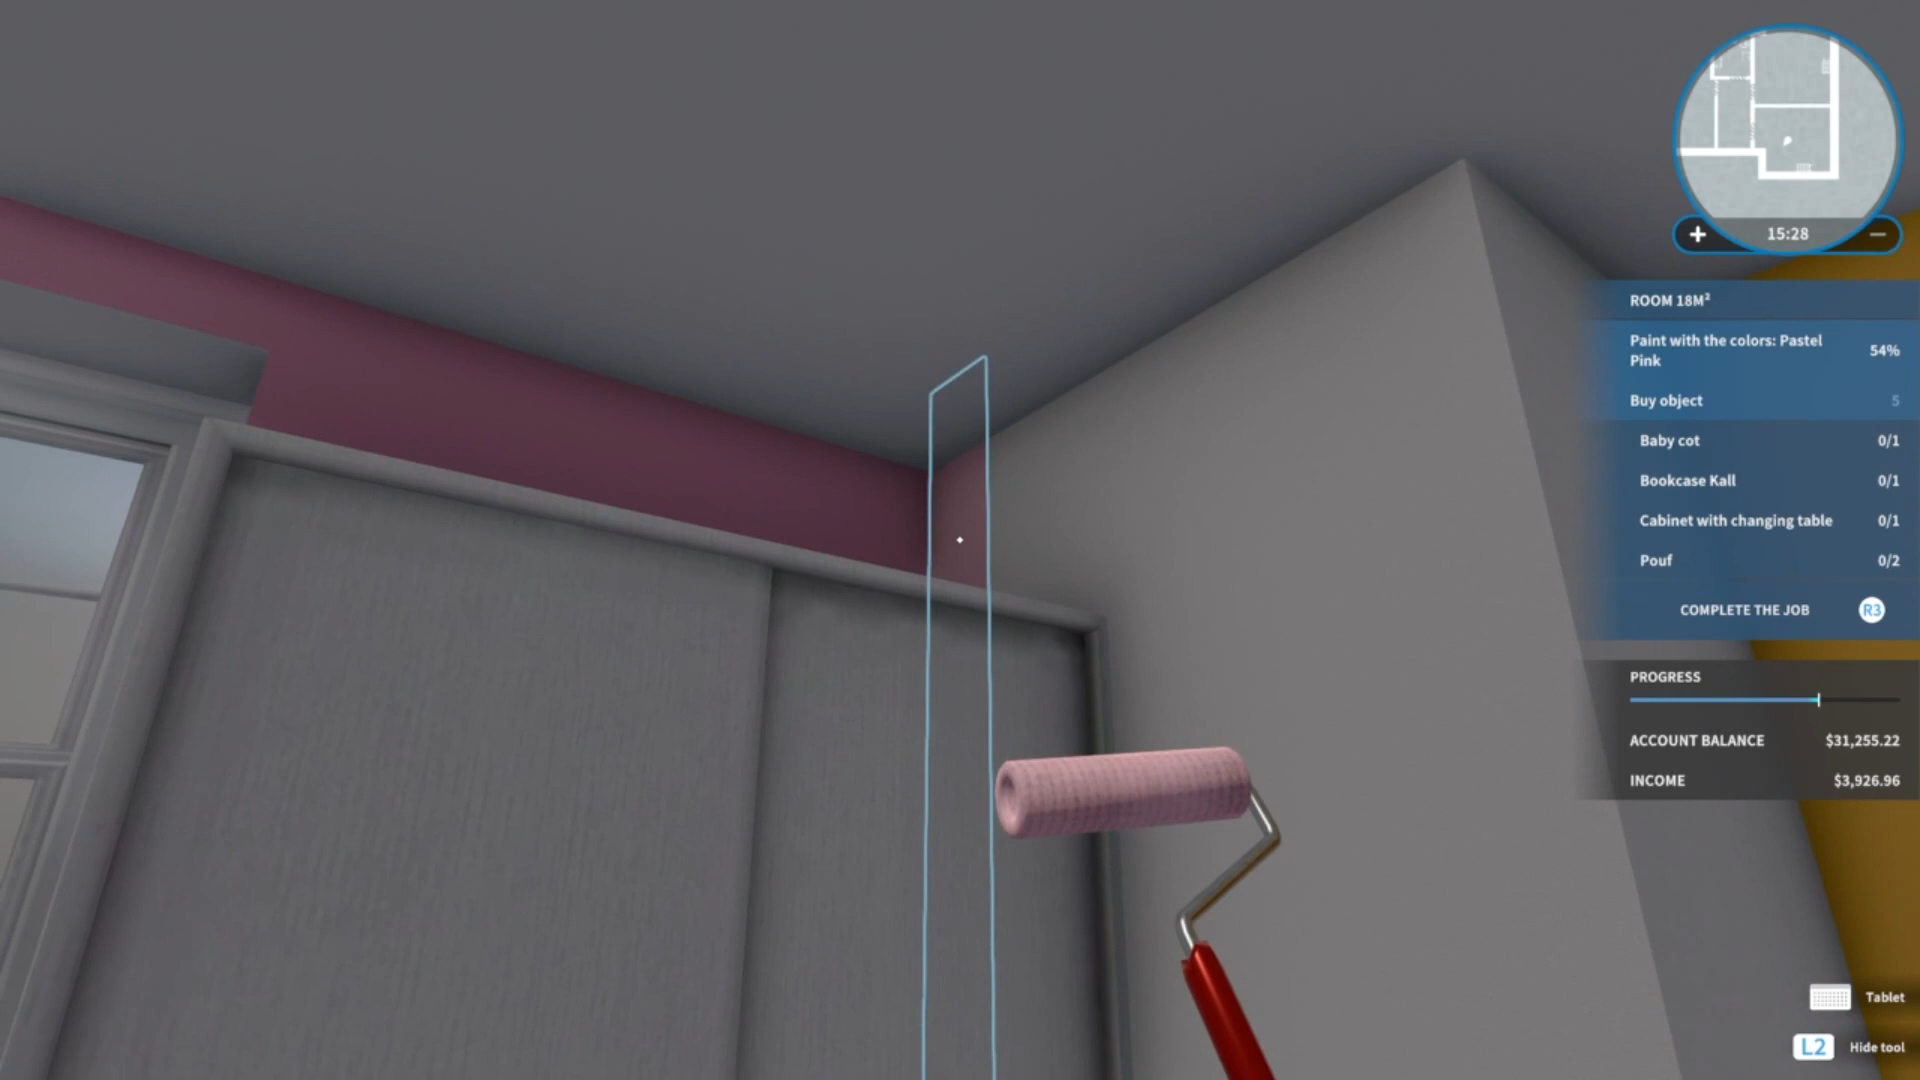 + 15:28 −
ROOM 18M²
Paint with the colors: Pastel
Pink 54%
Buy object 5
Baby cot 0/1
Bookcase Kall 0/1
Cabinet with changing table 0/1
Pouf 0/2
COMPLETE THE JOB R3
PROGRESS
ACCOUNT BALANCE $31,255.22
INCOME $3,926.96
Tablet
L2 Hide tool